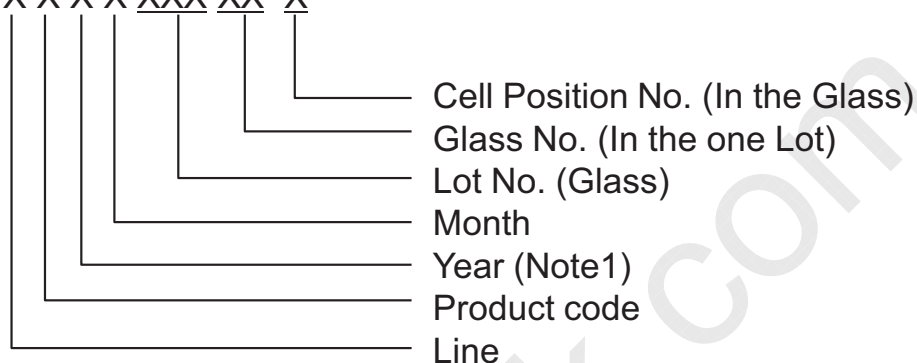 X X X X XXX XX X
Cell Position No. (In the Glass)
Glass No. (In the one Lot)
Lot No. (Glass)
Month
Year (Note1)
Product code
Line